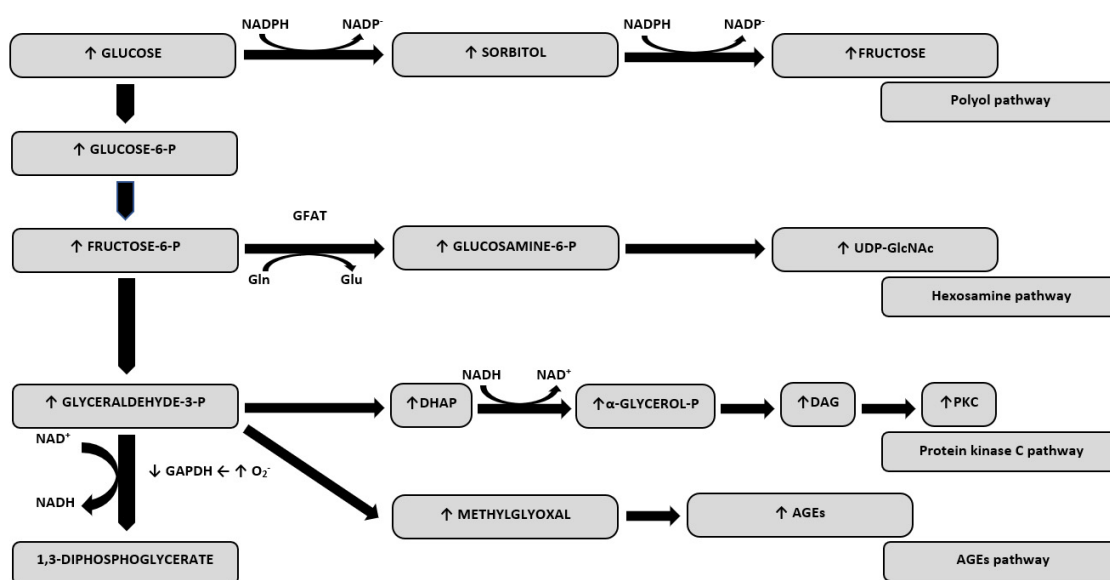 NADPH NADP-
NADPH NADP-
↑ GLUCOSE
↑ SORBITOL
↑FRUCTOSE
Polyol pathway
↑ GLUCOSE-6-P
GFAT
↑ FRUCTOSE-6-P
↑ GLUCOSAMINE-6-P
↑ UDP-GlcNAc
Gln Glu
Hexosamine pathway
NADH NAD⁺
↑ GLYCERALDEHYDE-3-P
↑DHAP
↑α-GLYCEROL-P
↑DAG
↑PKC
NAD⁺
Protein kinase C pathway
↓ GAPDH ← ↑ O₂⁻
NADH
↑ METHYLGLYOXAL
↑ AGEs
1,3-DIPHOSPHOGLYCERATE
AGEs pathway